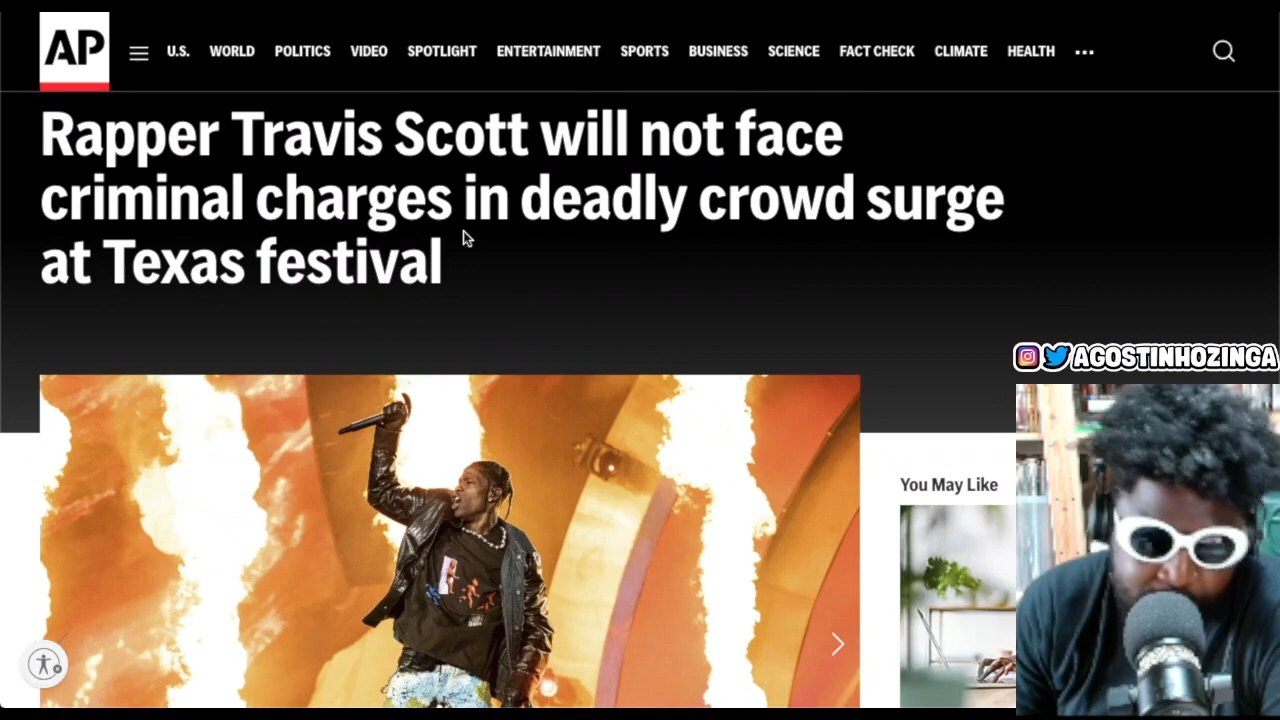 AP
U.S. WORLD POLITICS VIDEO SPOTLIGHT ENTERTAINMENT SPORTS BUSINESS SCIENCE FACT CHECK CLIMATE HEALTH ...
Rapper Travis Scott will not face
criminal charges in deadly crowd surge
at Texas festival
AGOSTINHOZINGA
You May Like